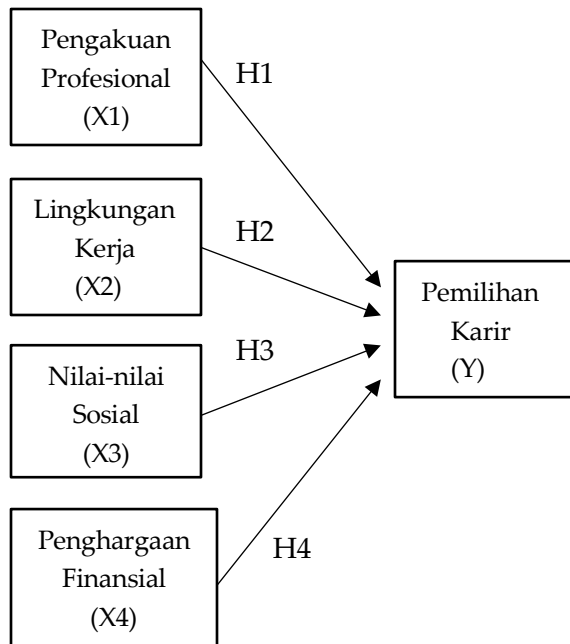 Pengakuan
Profesional
(X1)
H1
Lingkungan
Kerja
(X2)
H2
Nilai-nilai
Sosial
(X3)
H3
Penghargaan
Finansial
(X4)
H4
Pemilihan
Karir
(Y)